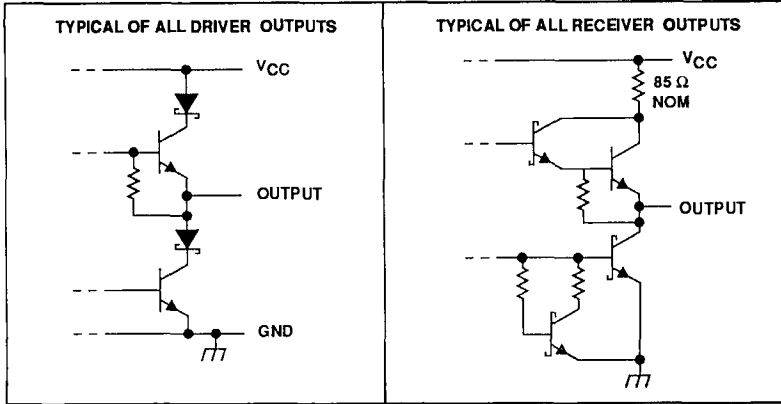 TYPICAL OF ALL DRIVER OUTPUTS
VCC
OUTPUT
GND
TYPICAL OF ALL RECEIVER OUTPUTS
VCC
85 Ω
NOM
OUTPUT